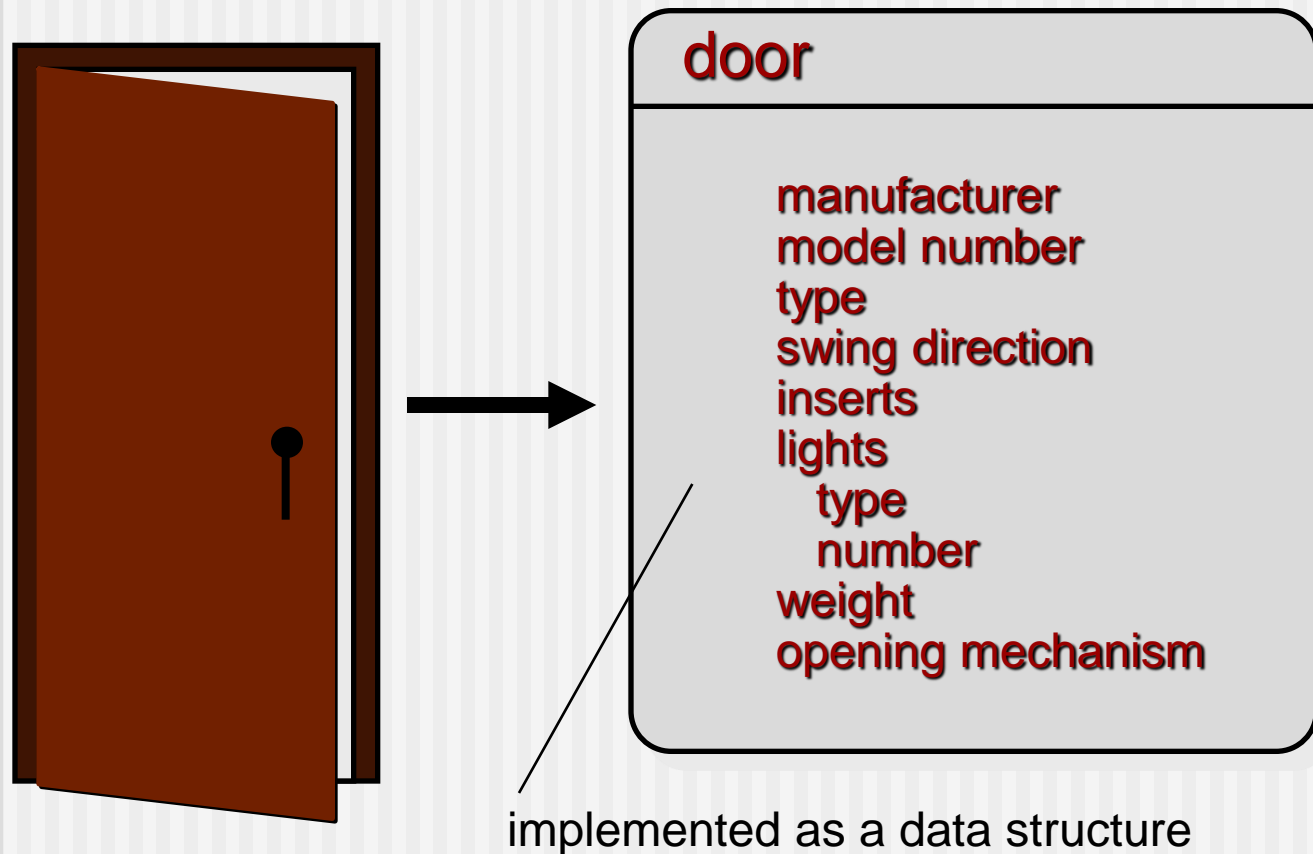 door
manufacturer
model number
type
swing direction
inserts
lights
type
number
weight
opening mechanism
implemented as a data structure